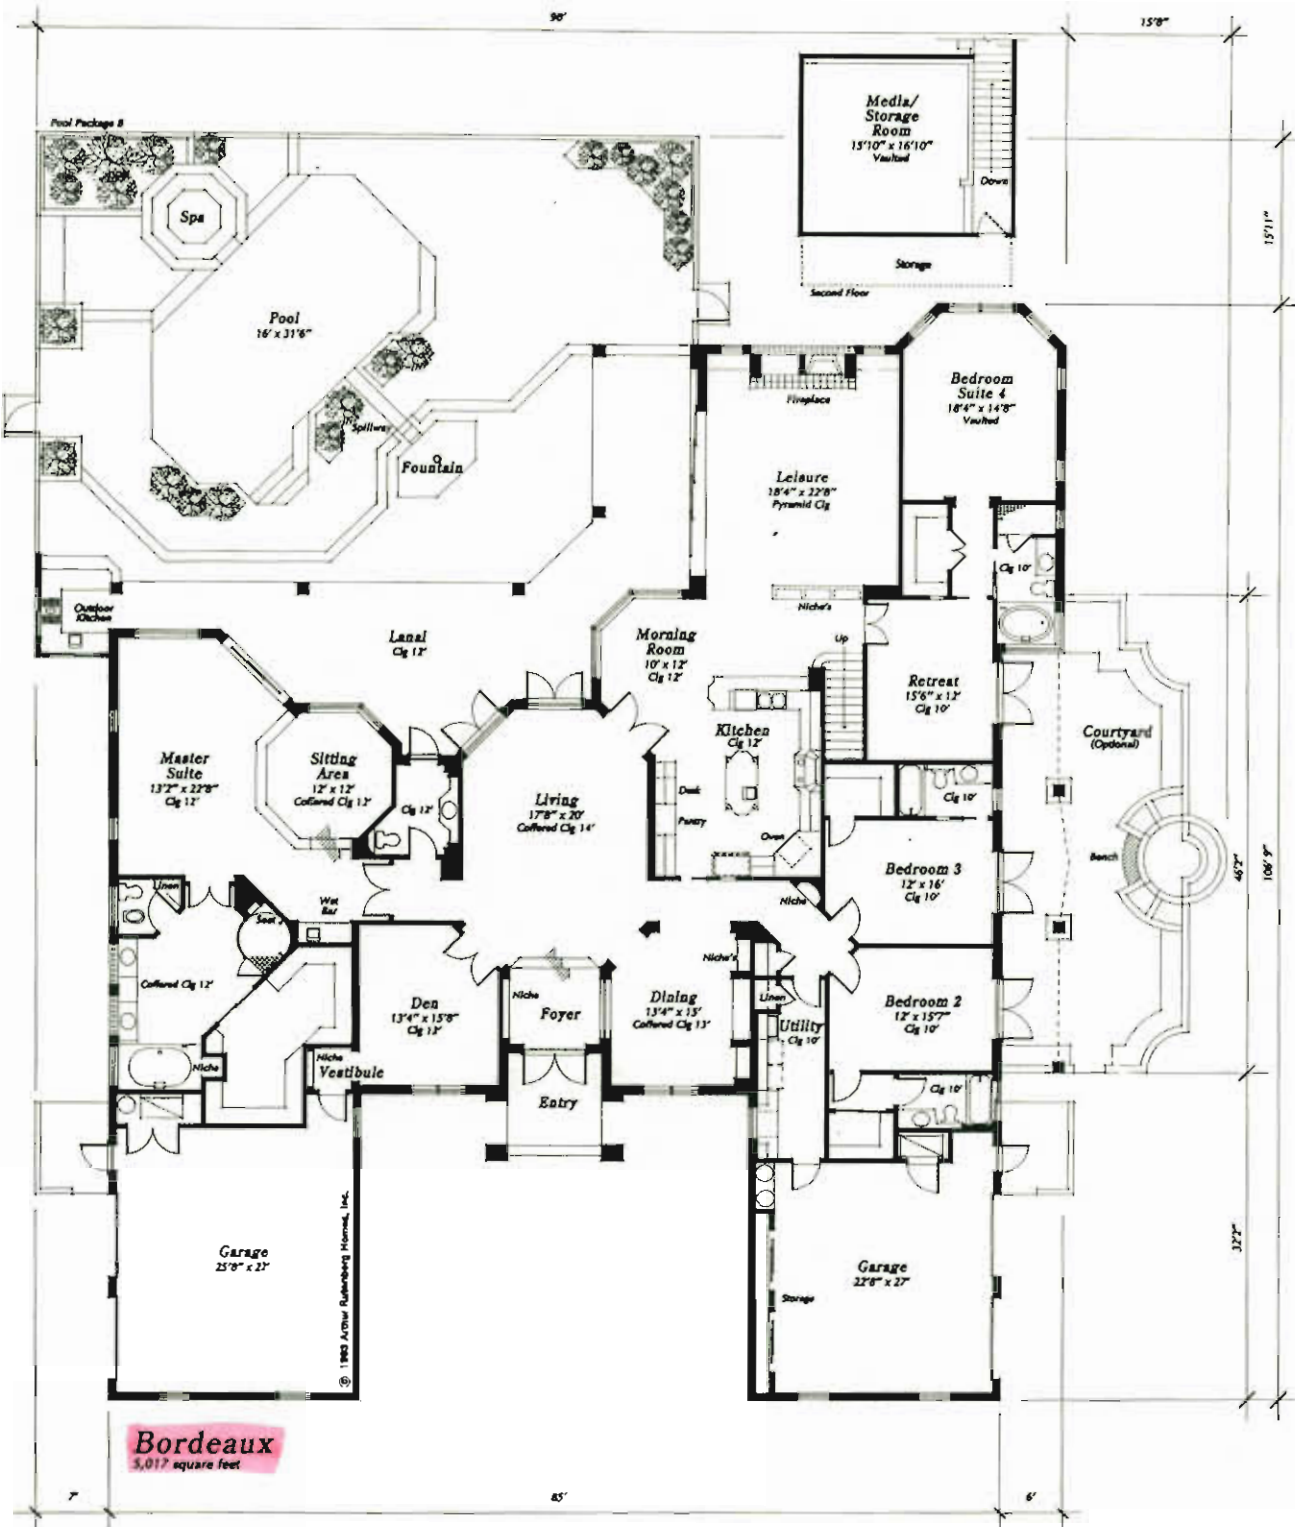 98'
15'8"
Pool Package B
Media/
Storage
Room
15'10" x 16'10"
Vaulted
Down
Storage
Second Floor
15'11"
Spa
Pool
16' x 31'6"
Spillway
Fountain
Fireplace
Bedroom
Suite 4
18'4" x 14'8"
Vaulted
Leisure
18'4" x 22'8"
Pyramid Clg
Clg 10'
Niche's
Outdoor
Kitchen
Lanai
Clg 12'
Morning
Room
10' x 12'
Clg 12'
Up
Retreat
15'6" x 12'
Clg 10'
Courtyard
(Optional)
Kitchen
Clg 12'
Master
Suite
13'2" x 22'8"
Clg 12'
Sitting
Area
12' x 12'
Coffered Clg 12'
Clg 12'
Living
17'8" x 20'
Coffered Clg 14'
Desk
Pantry
Oven
Clg 10'
Bench
Bedroom 3
12' x 16'
Clg 10'
46'2"
106' 9"
Linen
Seat
Wet
Bar
Niche
Niche's
Coffered Clg 12'
Den
13'4" x 15'8"
Clg 12'
Niche
Foyer
Dining
13'4" x 15'
Coffered Clg 13'
Linen
Utility
Clg 10'
Bedroom 2
12' x 15'7"
Clg 10'
Niche
Niche
Vestibule
Entry
Clg 10'
Garage
25'8" x 27'
© 1993 Arthur Rutenberg Homes, Inc.
Garage
22'8" x 27'
Storage
32'2"
Bordeaux
5,017 square feet
7'
85'
6'